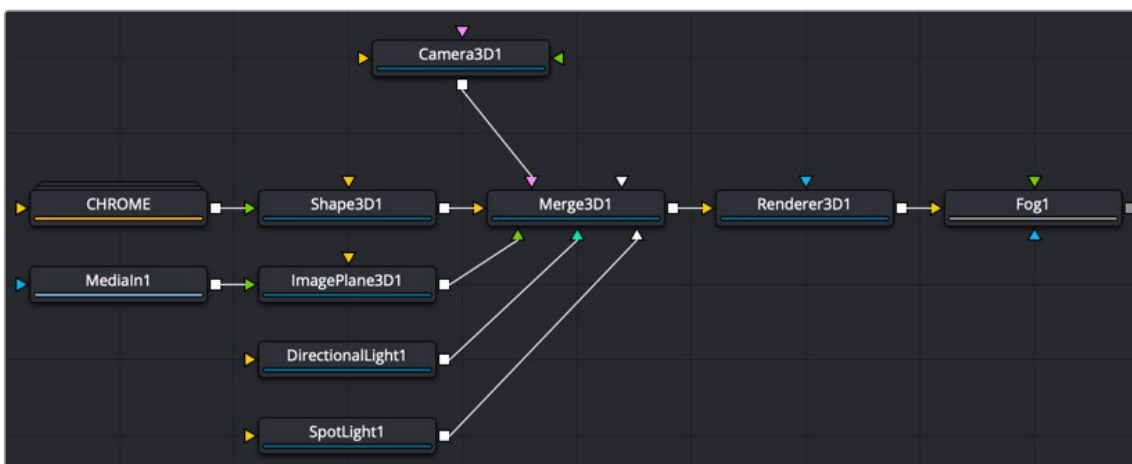 Camera3D1
CHROME
Shape3D1
Merge3D1
Renderer3D1
Fog1
MediaIn1
ImagePlane3D1
DirectionalLight1
SpotLight1